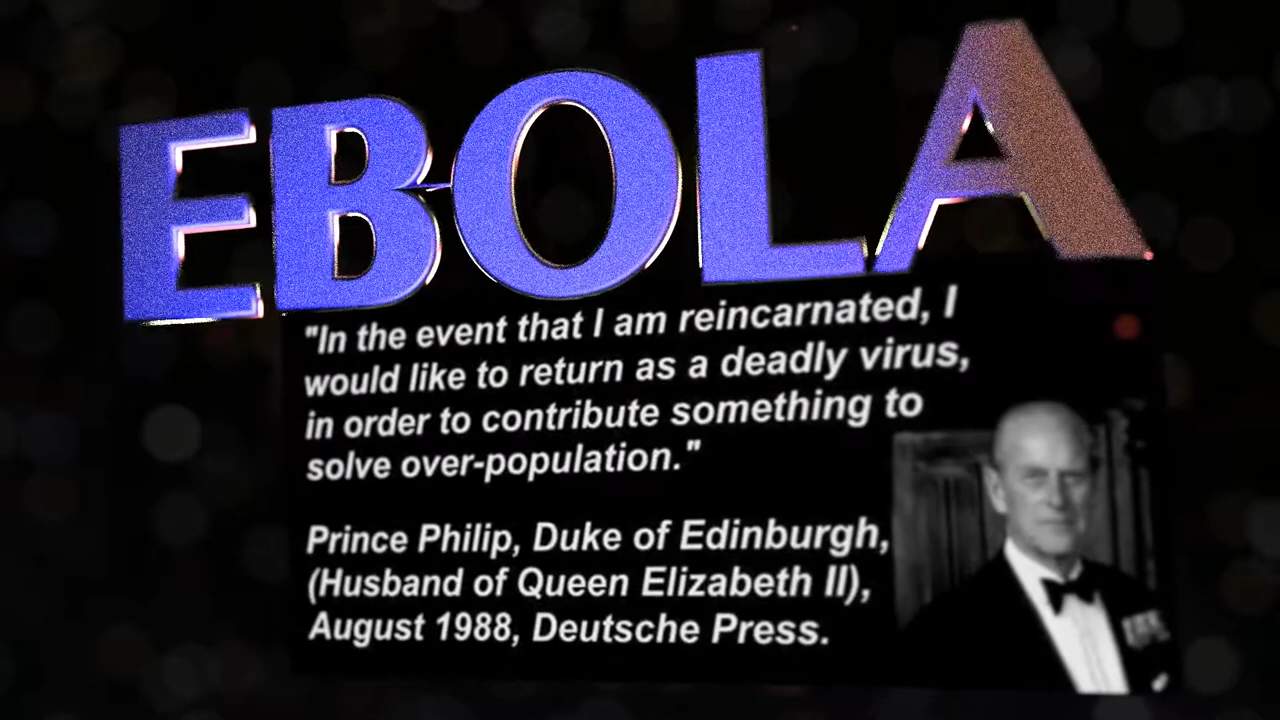 EBOLA
"In the event that I am reincarnated, I
would like to return as a deadly virus,
in order to contribute something to
solve over-population."
Prince Philip, Duke of Edinburgh,
(Husband of Queen Elizabeth II),
August 1988, Deutsche Press.